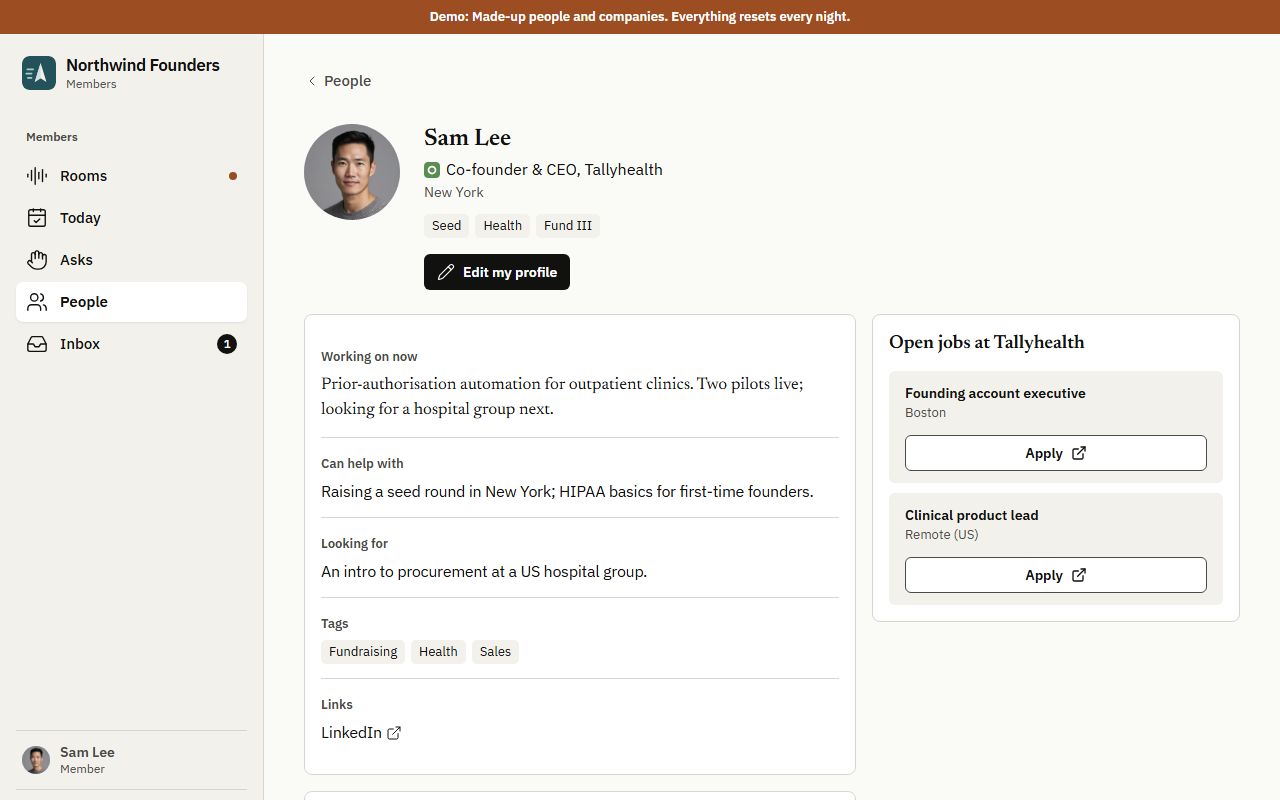 Demo: Made-up people and companies. Everything resets every night.
Northwind Founders
Members
Members
Rooms
Today
Asks
People
Inbox
1
Sam Lee
Member
People
Sam Lee
Co-founder & CEO, Tallyhealth
New York
Seed
Health
Fund III
Edit my profile
Working on now
Prior-authorisation automation for outpatient clinics. Two pilots live;
looking for a hospital group next.
Can help with
Raising a seed round in New York; HIPAA basics for first-time founders.
Looking for
An intro to procurement at a US hospital group.
Tags
Fundraising
Health
Sales
Links
LinkedIn
Open jobs at Tallyhealth
Founding account executive
Boston
Apply
Clinical product lead
Remote (US)
Apply